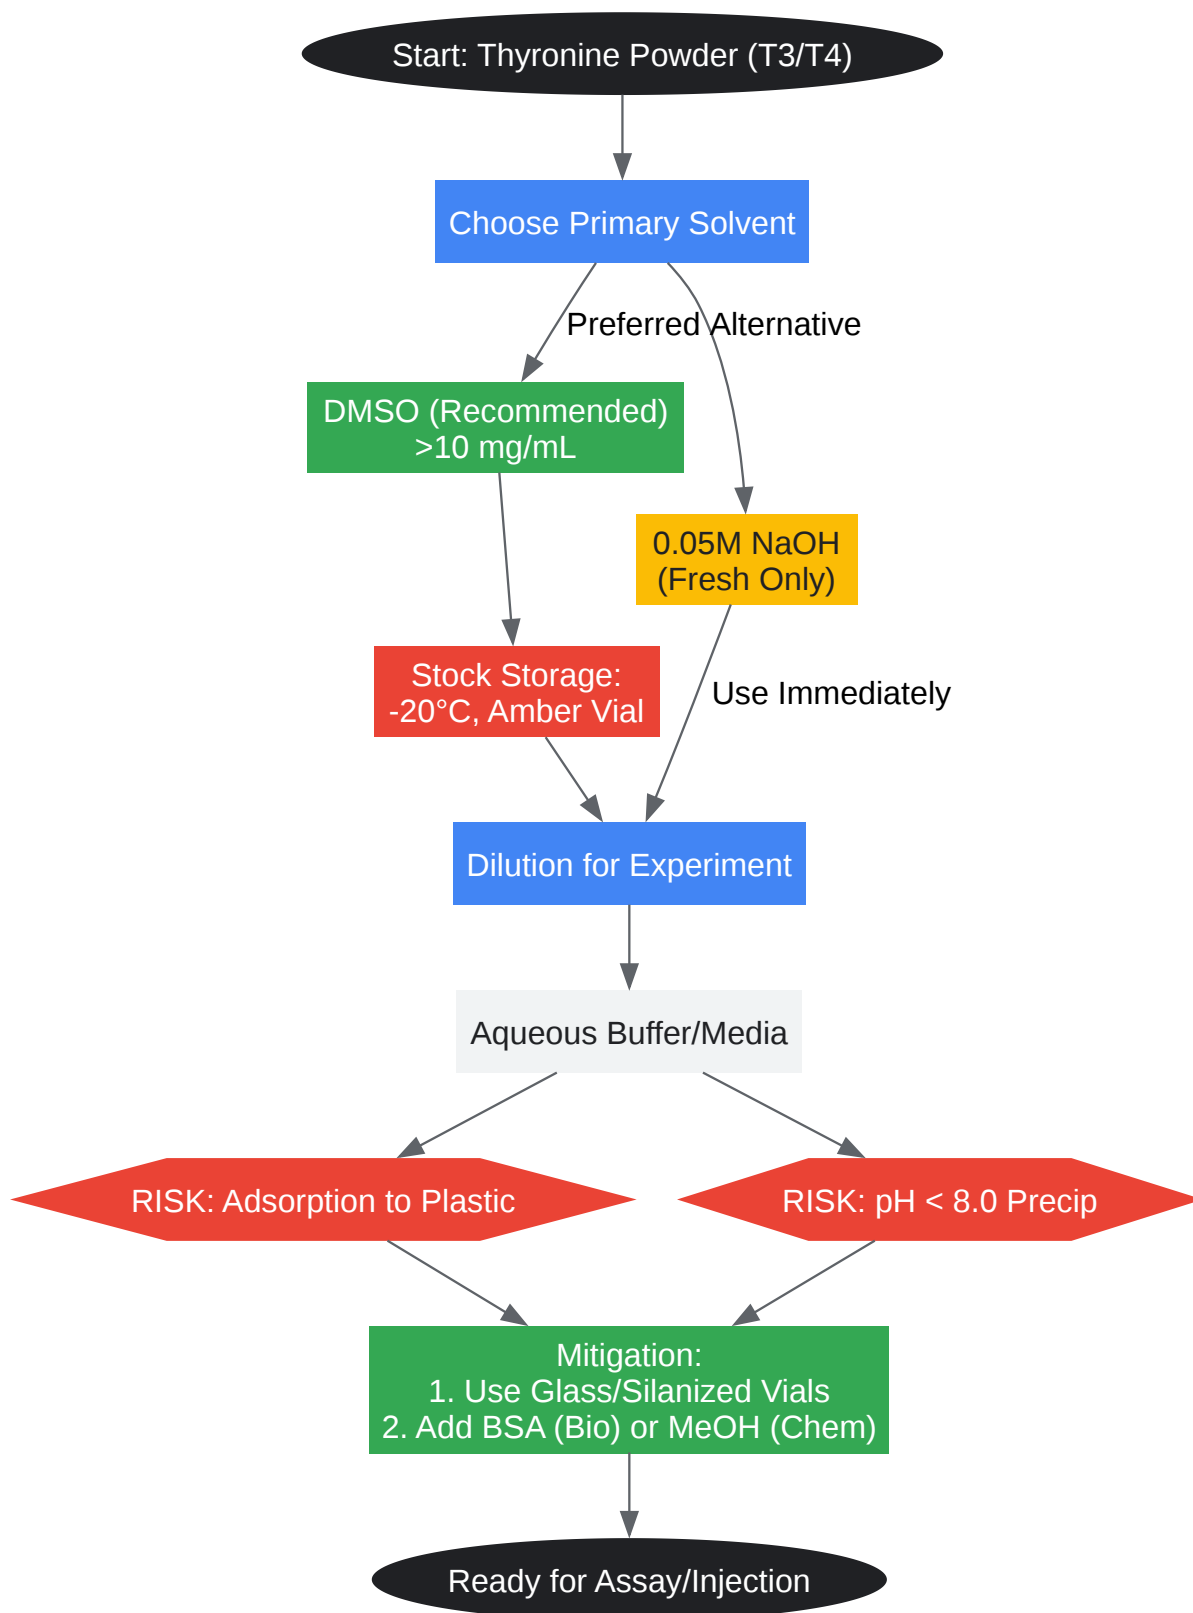 Start: Thyronine Powder (T3/T4)
Choose Primary Solvent
Preferred
Alternative
DMSO (Recommended)
>10 mg/mL
0.05M NaOH
(Fresh Only)
Stock Storage:
-20°C, Amber Vial
Use Immediately
Dilution for Experiment
Aqueous Buffer/Media
RISK: Adsorption to Plastic
RISK: pH < 8.0 Precip
Mitigation:
1. Use Glass/Silanized Vials
2. Add BSA (Bio) or MeOH (Chem)
Ready for Assay/Injection